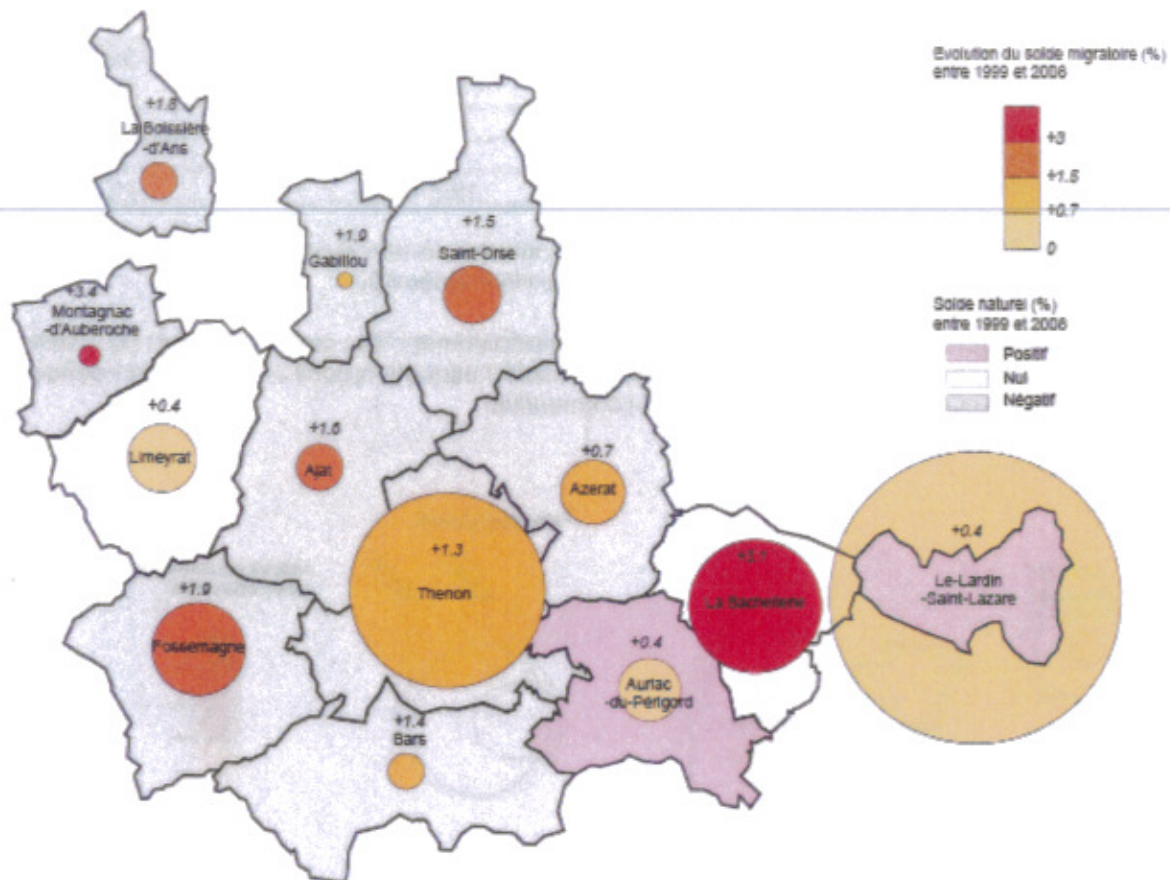 Evolution du solde migratoire (%)
entre 1999 et 2006
+3
+1.5
+0.7
0
Solde naturel (%)
entre 1999 et 2006
Positif
Nul
Négatif
+1.8
La Boissière
-d'Ans
+1.9
Gabillou
+1.5
Saint-Orse
+3.4
Montagnac
-d'Auberoche
+0.4
Limeyrat
+1.6
Ajat
+0.7
Azerat
+1.3
Thenon
+3.1
La Bachellerie
+0.4
Le-Lardin
-Saint-Lazare
+1.9
Fossemagne
+0.4
Auriac
-du-Périgord
+1.4
Bars